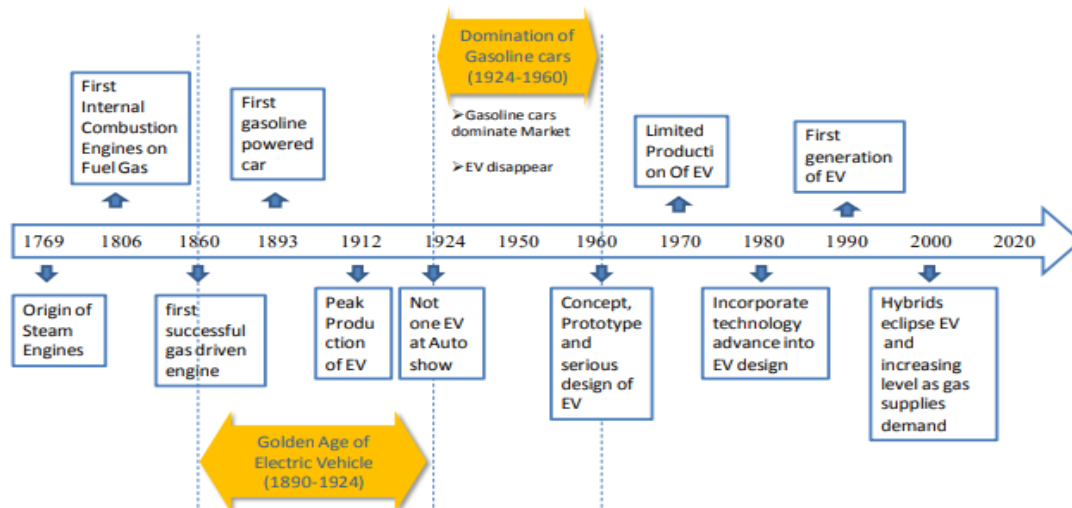 Domination of
Gasoline cars
(1924-1960)
➢Gasoline cars
dominate Market
➢EV disappear
First
Internal
Combustion
Engines on
Fuel Gas
First
gasoline
powered
car
Limited
Producti
on Of EV
First
generation
of EV
1769 1806 1860 1893 1912 1924 1950 1960 1970 1980 1990 2000 2020
Origin of
Steam
Engines
first
successful
gas driven
engine
Peak
Produ
ction
of EV
Not
one EV
at Auto
show
Concept,
Prototype
and
serious
design of
EV
Incorporate
technology
advance into
EV design
Hybrids
eclipse EV
and
increasing
level as gas
supplies
demand
Golden Age of
Electric Vehicle
(1890-1924)